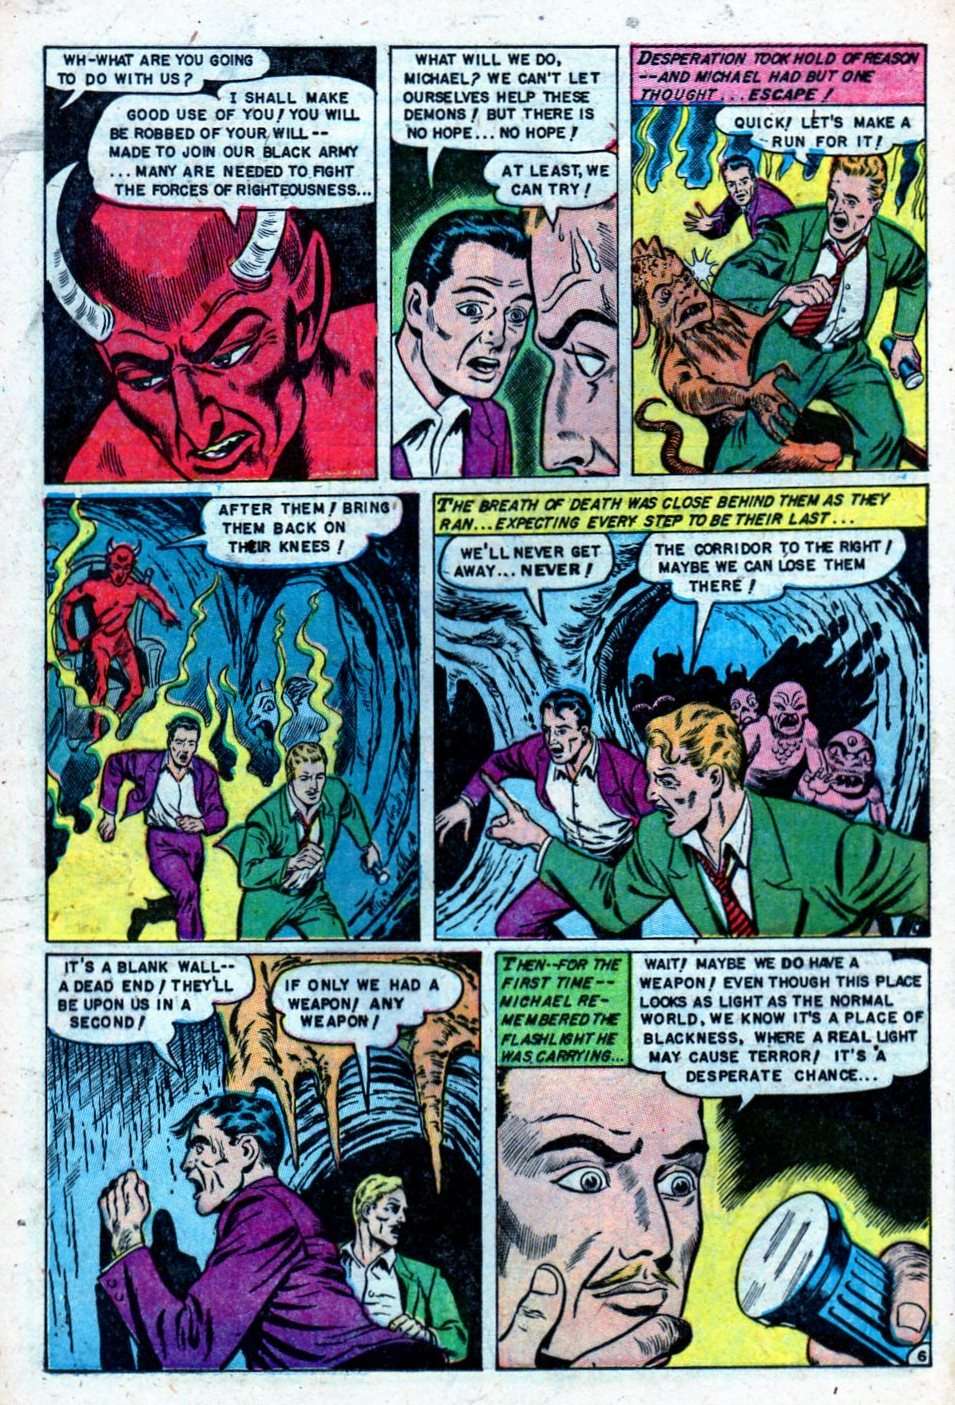 WH-WHAT ARE YOU GOING
TO DO WITH US?
I SHALL MAKE
GOOD USE OF YOU! YOU WILL
BE ROBBED OF YOUR WILL--
MADE TO JOIN OUR BLACK ARMY
...MANY ARE NEEDED TO FIGHT
THE FORCES OF RIGHTEOUSNESS...
WHAT WILL WE DO,
MICHAEL? WE CAN'T LET
OURSELVES HELP THESE
DEMONS! BUT THERE IS
NO HOPE... NO HOPE!
AT LEAST, WE
CAN TRY!
DESPERATION TOOK HOLD OF REASON
--AND MICHAEL HAD BUT ONE
THOUGHT... ESCAPE!
QUICK! LET'S MAKE A
RUN FOR IT!
AFTER THEM! BRING
THEM BACK ON
THEIR KNEES!
THE BREATH OF DEATH WAS CLOSE BEHIND THEM AS THEY
RAN...EXPECTING EVERY STEP TO BE THEIR LAST...
WE'LL NEVER GET
AWAY... NEVER!
THE CORRIDOR TO THE RIGHT!
MAYBE WE CAN LOSE THEM
THERE!
IT'S A BLANK WALL--
A DEAD END! THEY'LL
BE UPON US IN A
SECOND!
IF ONLY WE HAD A
WEAPON! ANY
WEAPON!
THEN--FOR THE
FIRST TIME--
MICHAEL RE-
MEMBERED THE
FLASHLIGHT HE
WAS CARRYING...
WAIT! MAYBE WE DO HAVE A
WEAPON! EVEN THOUGH THIS PLACE
LOOKS AS LIGHT AS THE NORMAL
WORLD, WE KNOW IT'S A PLACE OF
BLACKNESS, WHERE A REAL LIGHT
MAY CAUSE TERROR! IT'S A
DESPERATE CHANCE...
6